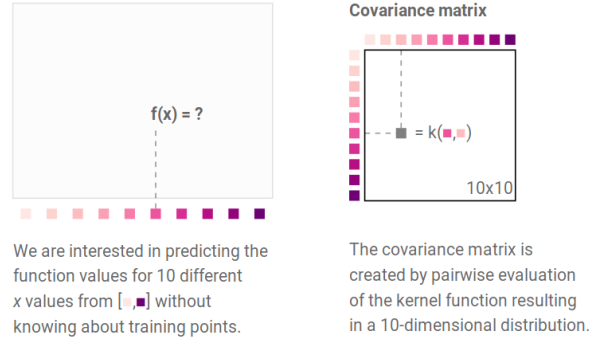 f(x) = ?
We are interested in predicting the
function values for 10 different
x values from [ , ] without
knowing about training points.
Covariance matrix
= k( , )
10x10
The covariance matrix is
created by pairwise evaluation
of the kernel function resulting
in a 10-dimensional distribution.